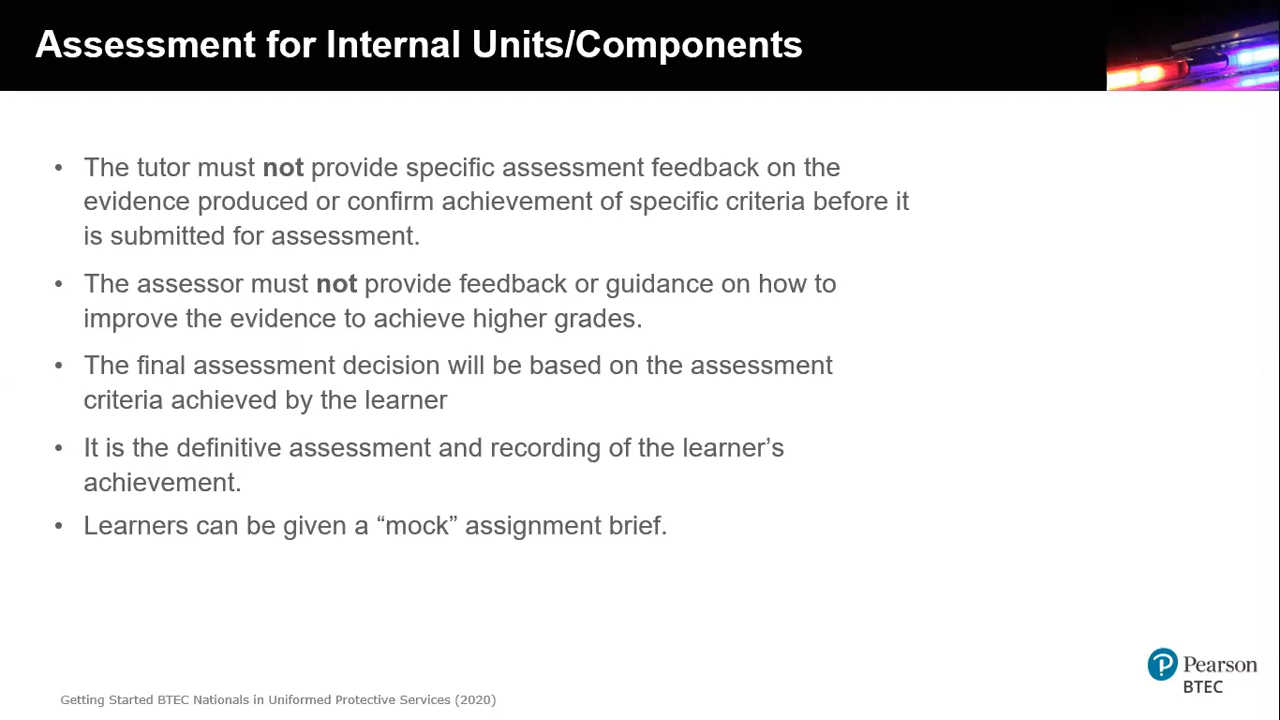 Assessment for Internal Units/Components
• The tutor must not provide specific assessment feedback on the
evidence produced or confirm achievement of specific criteria before it
is submitted for assessment.
• The assessor must not provide feedback or guidance on how to
improve the evidence to achieve higher grades.
• The final assessment decision will be based on the assessment
criteria achieved by the learner
• It is the definitive assessment and recording of the learner’s
achievement.
• Learners can be given a “mock” assignment brief.
Pearson
BTEC
Getting Started BTEC Nationals in Uniformed Protective Services (2020)